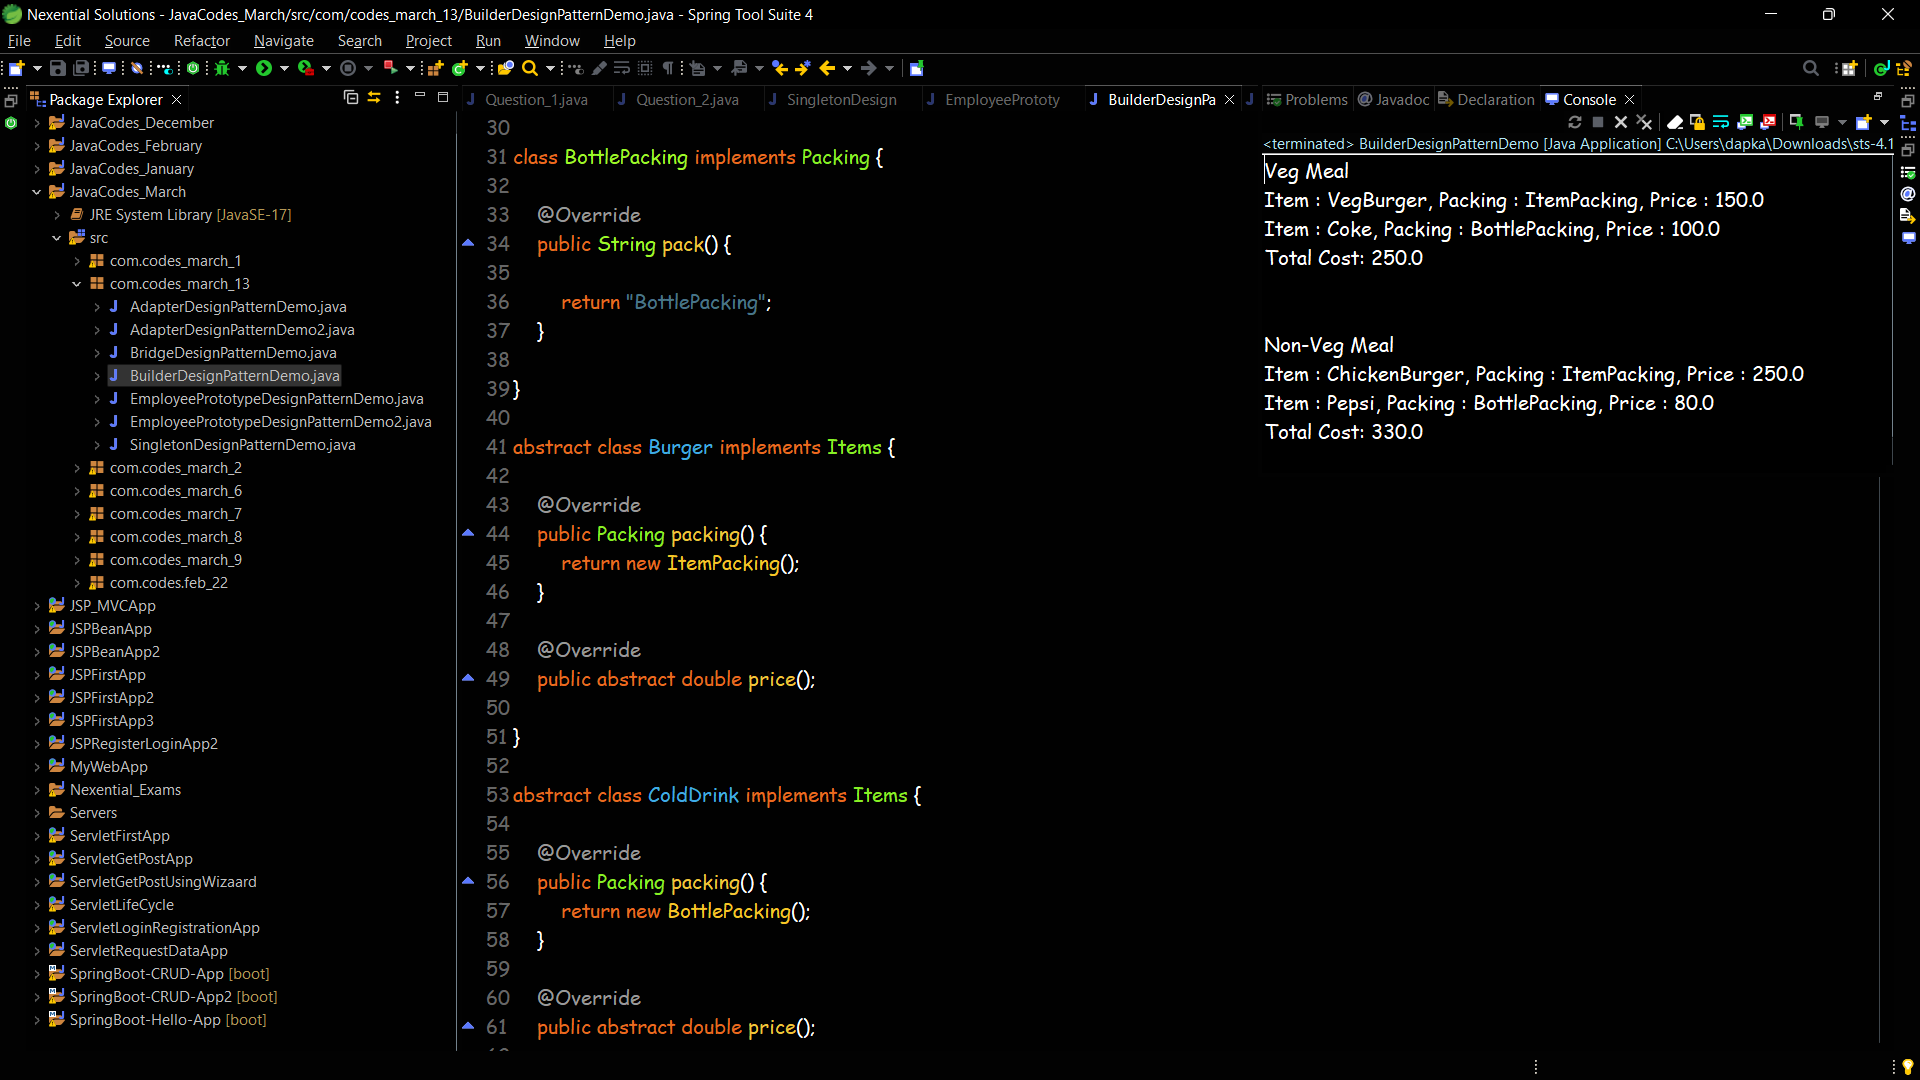 Nexential Solutions - JavaCodes_March/src/com/codes_march_13/BuilderDesignPatternDemo.java - Spring Tool Suite 4
File Edit Source Refactor Navigate Search Project Run Window Help
Package Explorer
JavaCodes_December
JavaCodes_February
JavaCodes_January
JavaCodes_March
JRE System Library [JavaSE-17]
src
com.codes_march_1
com.codes_march_13
AdapterDesignPatternDemo.java
AdapterDesignPatternDemo2.java
BridgeDesignPatternDemo.java
BuilderDesignPatternDemo.java
EmployeePrototypeDesignPatternDemo.java
EmployeePrototypeDesignPatternDemo2.java
SingletonDesignPatternDemo.java
com.codes_march_2
com.codes_march_6
com.codes_march_7
com.codes_march_8
com.codes_march_9
com.codes.feb_22
JSP_MVCApp
JSPBeanApp
JSPBeanApp2
JSPFirstApp
JSPFirstApp2
JSPFirstApp3
JSPRegisterLoginApp2
MyWebApp
Nexential_Exams
Servers
ServletFirstApp
ServletGetPostApp
ServletGetPostUsingWizaard
ServletLifeCycle
ServletLoginRegistrationApp
ServletRequestDataApp
SpringBoot-CRUD-App [boot]
SpringBoot-CRUD-App2 [boot]
SpringBoot-Hello-App [boot]
Question_1.java Question_2.java SingletonDesign EmployeePrototy BuilderDesignPa
30
31 class BottlePacking implements Packing {
32
33 @Override
34 public String pack() {
35
36 return "BottlePacking";
37 }
38
39 }
40
41 abstract class Burger implements Items {
42
43 @Override
44 public Packing packing() {
45 return new ItemPacking();
46 }
47
48 @Override
49 public abstract double price();
50
51 }
52
53 abstract class ColdDrink implements Items {
54
55 @Override
56 public Packing packing() {
57 return new BottlePacking();
58 }
59
60 @Override
61 public abstract double price();
Problems Javadoc Declaration Console
<terminated> BuilderDesignPatternDemo [Java Application] C:\Users\dapka\Downloads\sts-4.1
Veg Meal
Item : VegBurger, Packing : ItemPacking, Price : 150.0
Item : Coke, Packing : BottlePacking, Price : 100.0
Total Cost: 250.0
Non-Veg Meal
Item : ChickenBurger, Packing : ItemPacking, Price : 250.0
Item : Pepsi, Packing : BottlePacking, Price : 80.0
Total Cost: 330.0